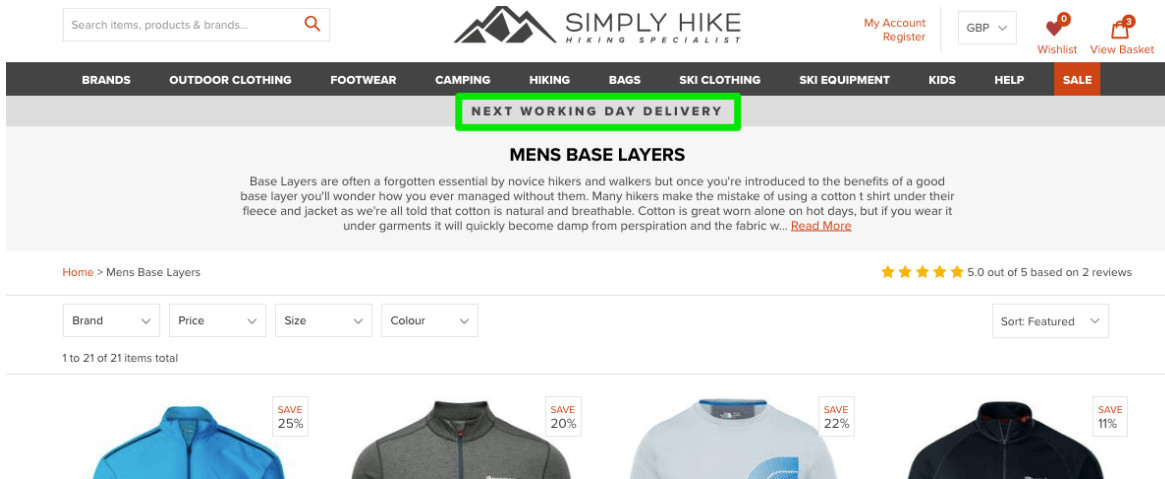 Search items, products & brands...
SIMPLY HIKE
HIKING SPECIALIST
My Account
Register
GBP
0
Wishlist
3
View Basket
BRANDS OUTDOOR CLOTHING FOOTWEAR CAMPING HIKING BAGS SKI CLOTHING SKI EQUIPMENT KIDS HELP SALE
NEXT WORKING DAY DELIVERY
MENS BASE LAYERS
Base Layers are often a forgotten essential by novice hikers and walkers but once you're introduced to the benefits of a good
base layer you'll wonder how you ever managed without them. Many hikers make the mistake of using a cotton t shirt under their
fleece and jacket as we're all told that cotton is natural and breathable. Cotton is great worn alone on hot days, but if you wear it
under garments it will quickly become damp from perspiration and the fabric w... Read More
Home > Mens Base Layers
5.0 out of 5 based on 2 reviews
Brand Price Size Colour
Sort: Featured
1 to 21 of 21 items total
SAVE
25%
SAVE
20%
SAVE
22%
SAVE
11%